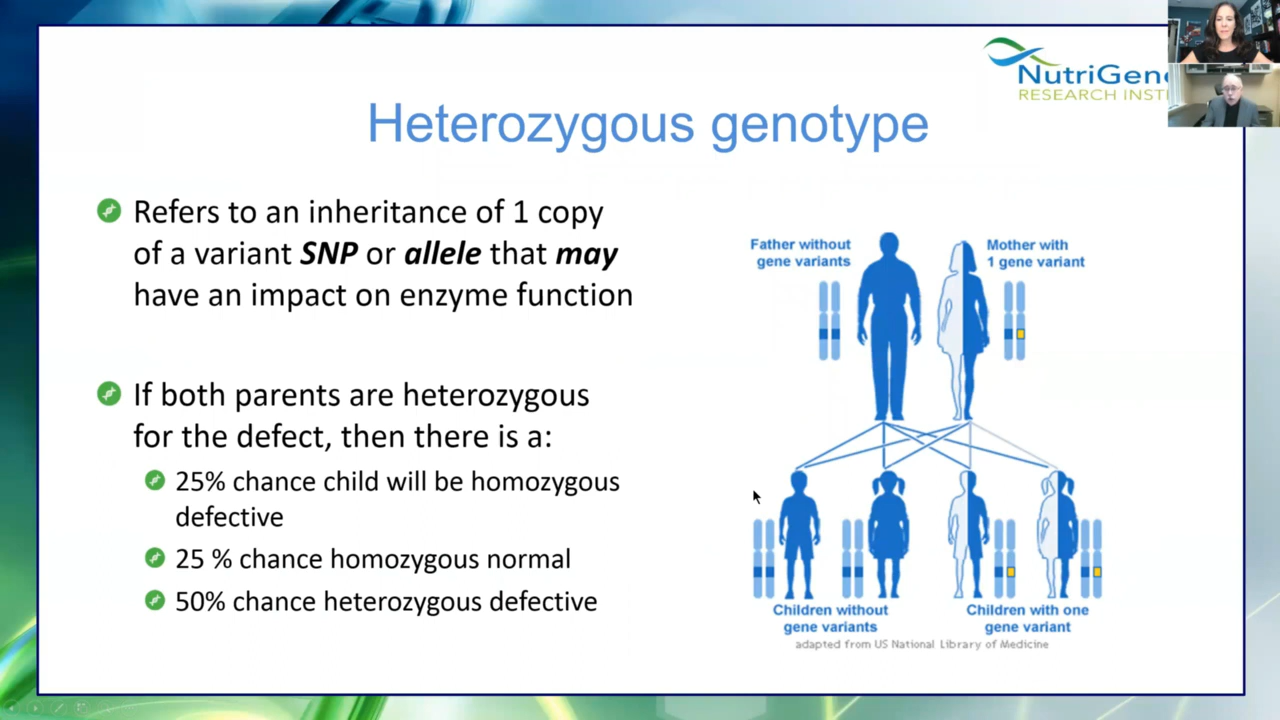 NutriGene
RESEARCH INSTI
Heterozygous genotype
Refers to an inheritance of 1 copy
of a variant SNP or allele that may
have an impact on enzyme function
If both parents are heterozygous
for the defect, then there is a:
25% chance child will be homozygous
defective
25 % chance homozygous normal
50% chance heterozygous defective
Father without
gene variants
Mother with
1 gene variant
Children without
gene variants
Children with one
gene variant
adapted from US National Library of Medicine